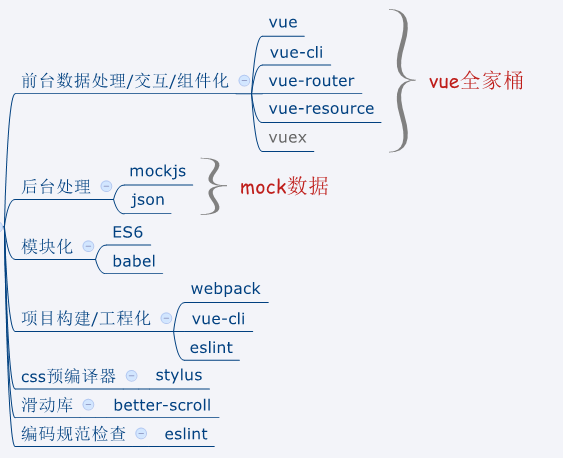 前台数据处理/交互/组件化
vue
vue-cli
vue-router
vue-resource
vuex
vue全家桶
后台处理
mockjs
json
mock数据
模块化
ES6
babel
项目构建/工程化
webpack
vue-cli
eslint
css预编译器
stylus
滑动库
better-scroll
编码规范检查
eslint